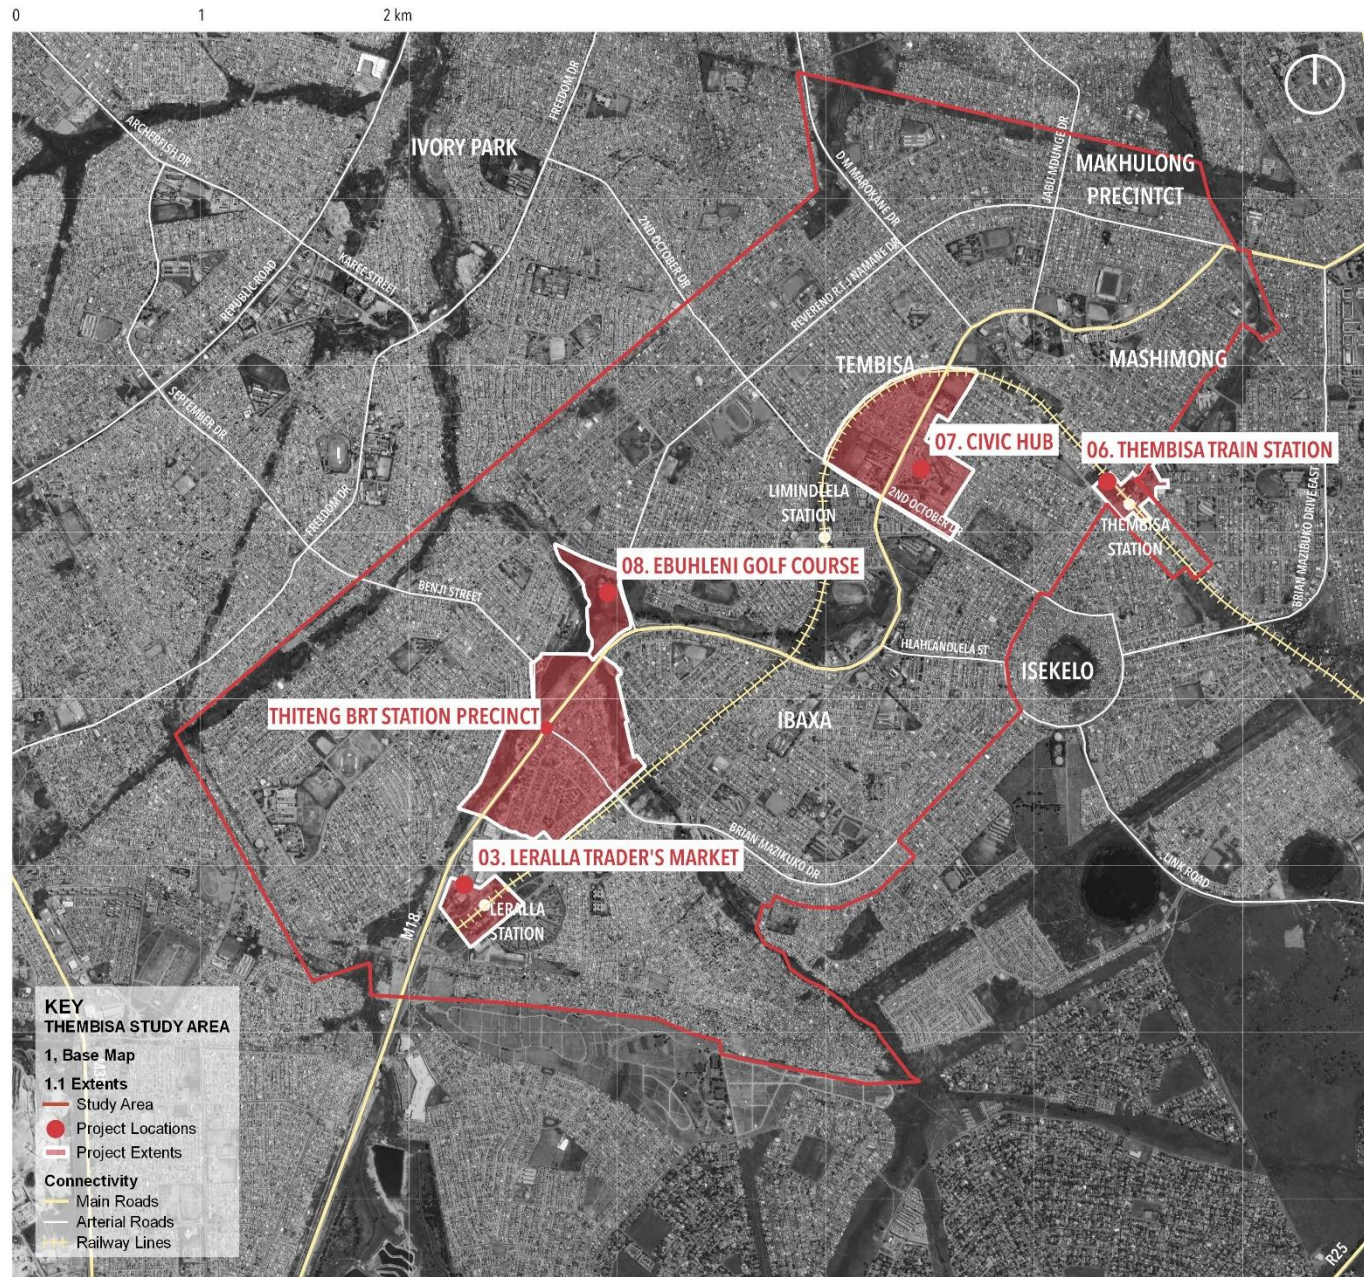 0
1
2 km
FREEDOM DR
ARCHERFISH DR
IVORY PARK
D M MAROKANE DR
JABU MDUNGE DR
MAKHULONG
PRECINTCT
2ND OCTOBER DR
REVEREND R.T.J NAMANE DR
KAREE STREET
REPUBLIC ROAD
TEMBISA
MASHIMONG
SEPTEMBER DR
07. CIVIC HUB
06. THEMBISA TRAIN STATION
LIMINDLELA
STATION
2ND OCTOBER DR
FREEDOM DR
THEMBISA
STATION
BRIAN MAZIBUKO DRIVE EAST
08. EBUHLENI GOLF COURSE
BENJI STREET
HLAHLANDLELA ST
ISEKELO
THITENG BRT STATION PRECINCT
IBAXA
BRIAN MAZIKUKO DR
03. LERALLA TRADER'S MARKET
LINK ROAD
LERALLA
STATION
M18
KEY
THEMBISA STUDY AREA
1, Base Map
1.1 Extents
Study Area
Project Locations
Project Extents
Connectivity
Main Roads
Arterial Roads
Railway Lines
R25